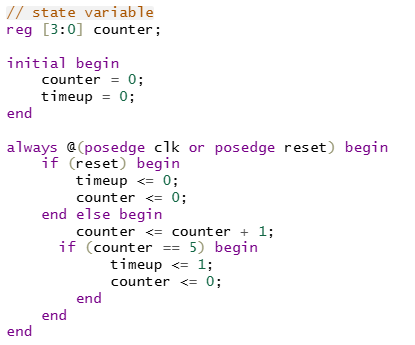 // state variable
reg [3:0] counter;

initial begin
    counter = 0;
    timeup = 0;
end

always @(posedge clk or posedge reset) begin
    if (reset) begin
        timeup <= 0;
        counter <= 0;
    end else begin
        counter <= counter + 1;
      if (counter == 5) begin
            timeup <= 1;
            counter <= 0;
        end
    end
end